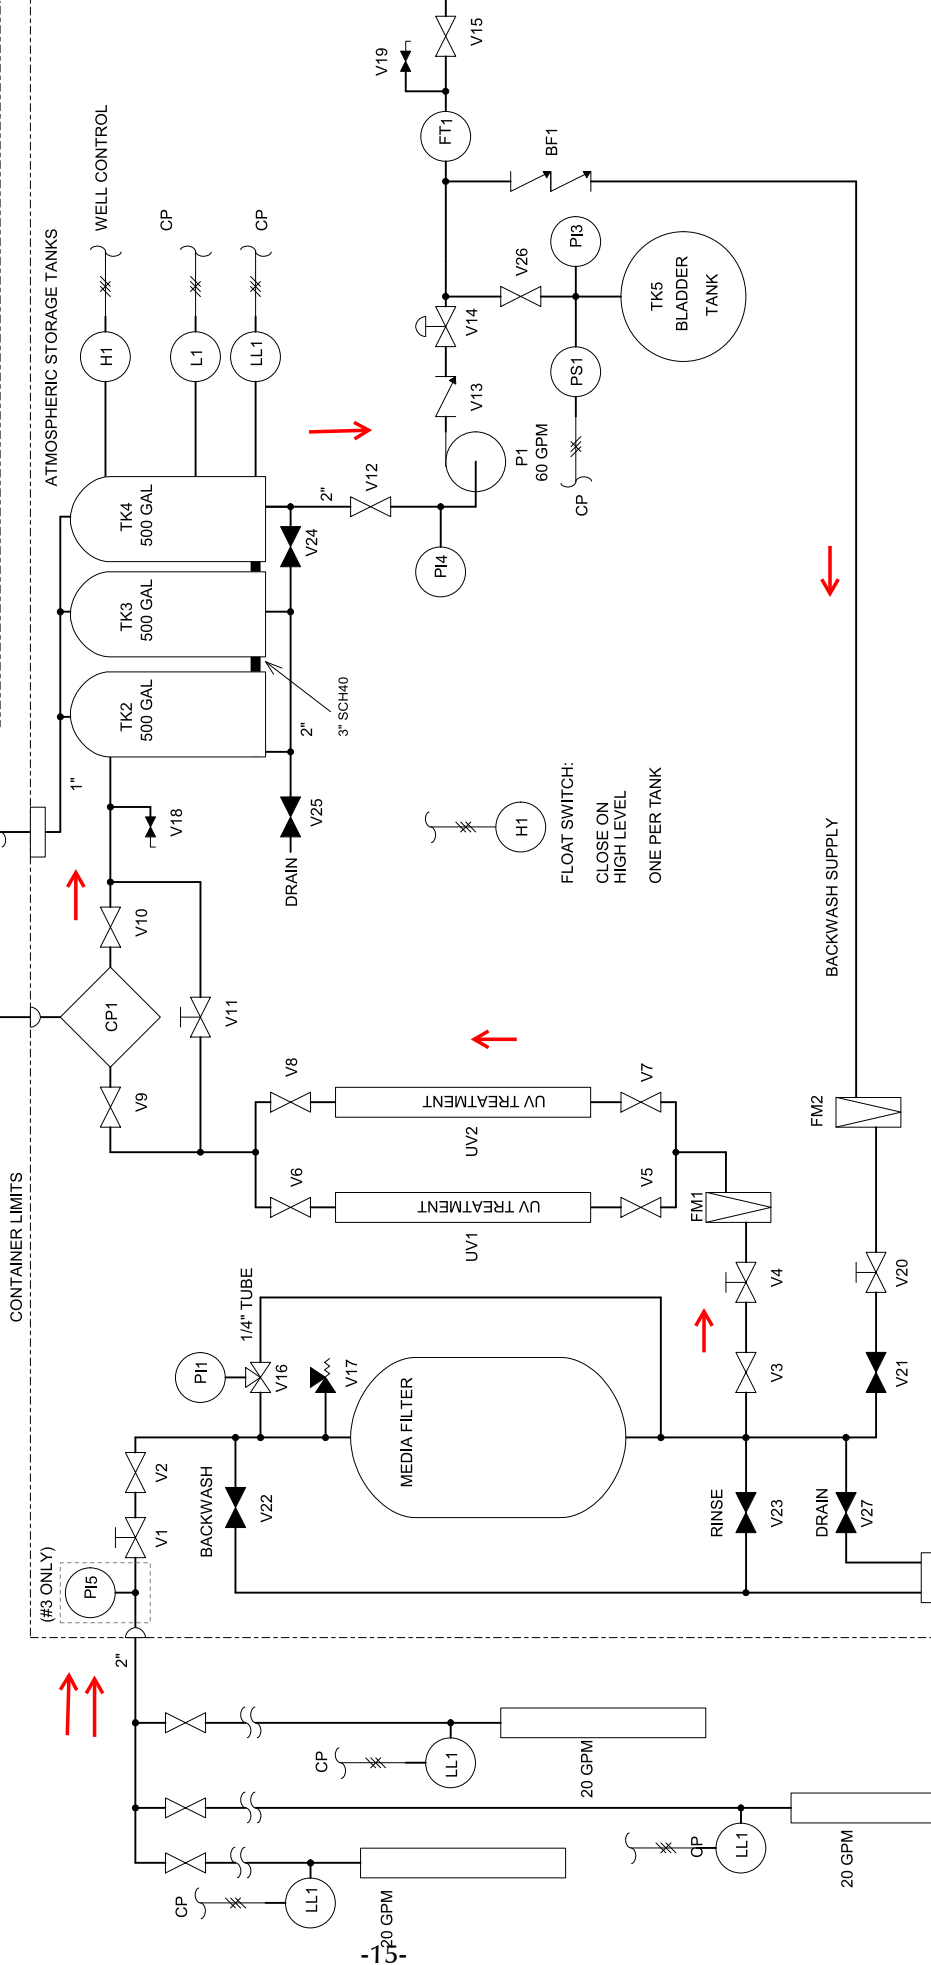 V15
V19
FT1
BF1
WELL CONTROL
CP
CP
ATMOSPHERIC STORAGE TANKS
H1
L1
LL1
PI3
V26
TK5
BLADDER
TANK
V14
PS1
V13
P1
60 GPM
CP
V12
2"
PI4
TK4
500 GAL
V24
TK3
500 GAL
TK2
500 GAL
3" SCH40
2"
1"
V18
V25
DRAIN
H1
FLOAT SWITCH:
CLOSE ON
HIGH LEVEL
ONE PER TANK
BACKWASH SUPPLY
V10
CP1
V11
V9
V8
V7
UV TREATMENT
UV2
FM2
V6
V5
UV TREATMENT
UV1
FM1
CONTAINER LIMITS
V4
V20
1/4" TUBE
PI1
V16
V17
V3
V21
MEDIA FILTER
V2
V1
BACKWASH
V22
RINSE
V23
DRAIN
V27
(#3 ONLY)
PI5
2"
CP
LL1
20 GPM
CP
LL1
20 GPM
CP
LL1
20 GPM
-15-